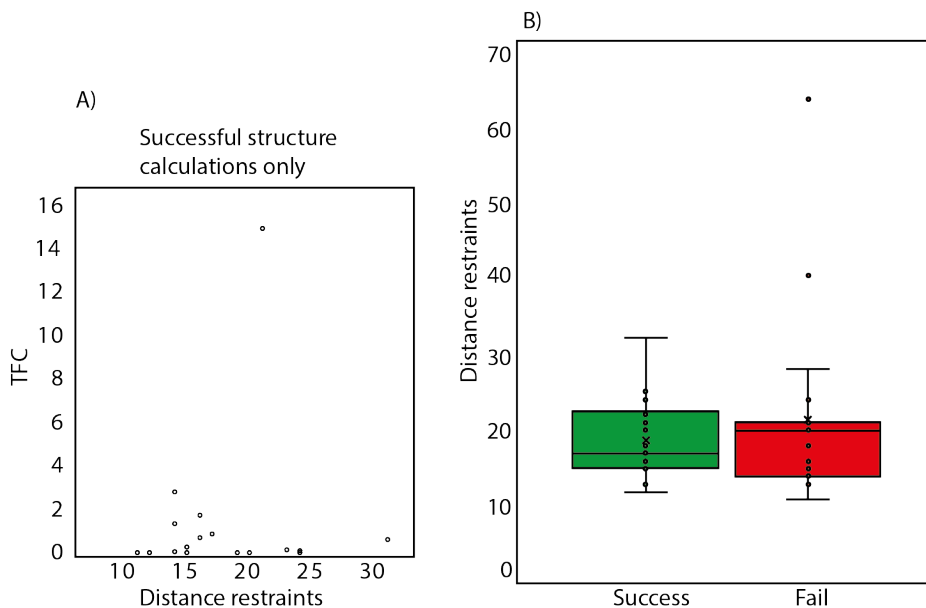 A)
Successful structure
calculations only
16
14
12
10
8
6
4
2
0
TFC
10 15 20 25 30
Distance restraints
B)
70
60
50
40
30
20
10
0
Distance restraints
Success Fail